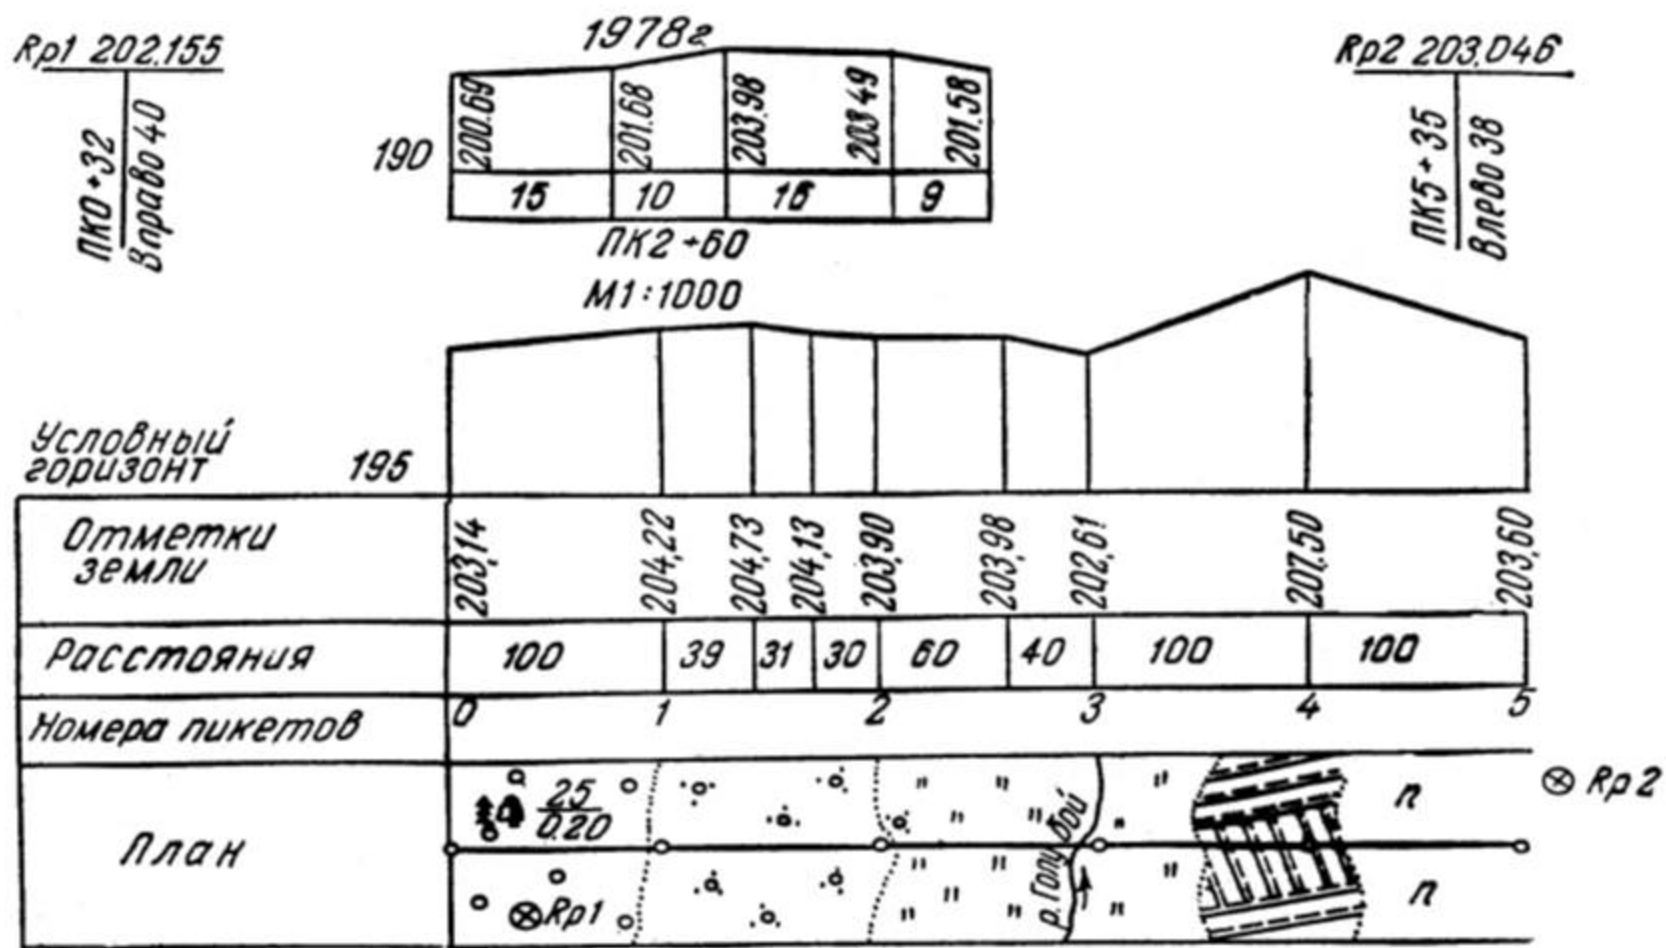 Rp1 202.155
ПК0+32
Вправо 40
1978г
190
200.69 201.68 203.98 203 49 201.58
15 10 16 9
ПК2+60
М1:1000
Rp2 203.046
ПК5+35
Влево 38
Условный
горизонт 195
Отметки
земли
203,14 204,22 204,73 204,13 203,90 203,98 202,61 207,50 203,60
Расстояния 100 39 31 30 60 40 100 100
Номера пикетов 0 1 2 3 4 5
План
25
0.20
Rp1
р. Голубой
п
п
Rp2